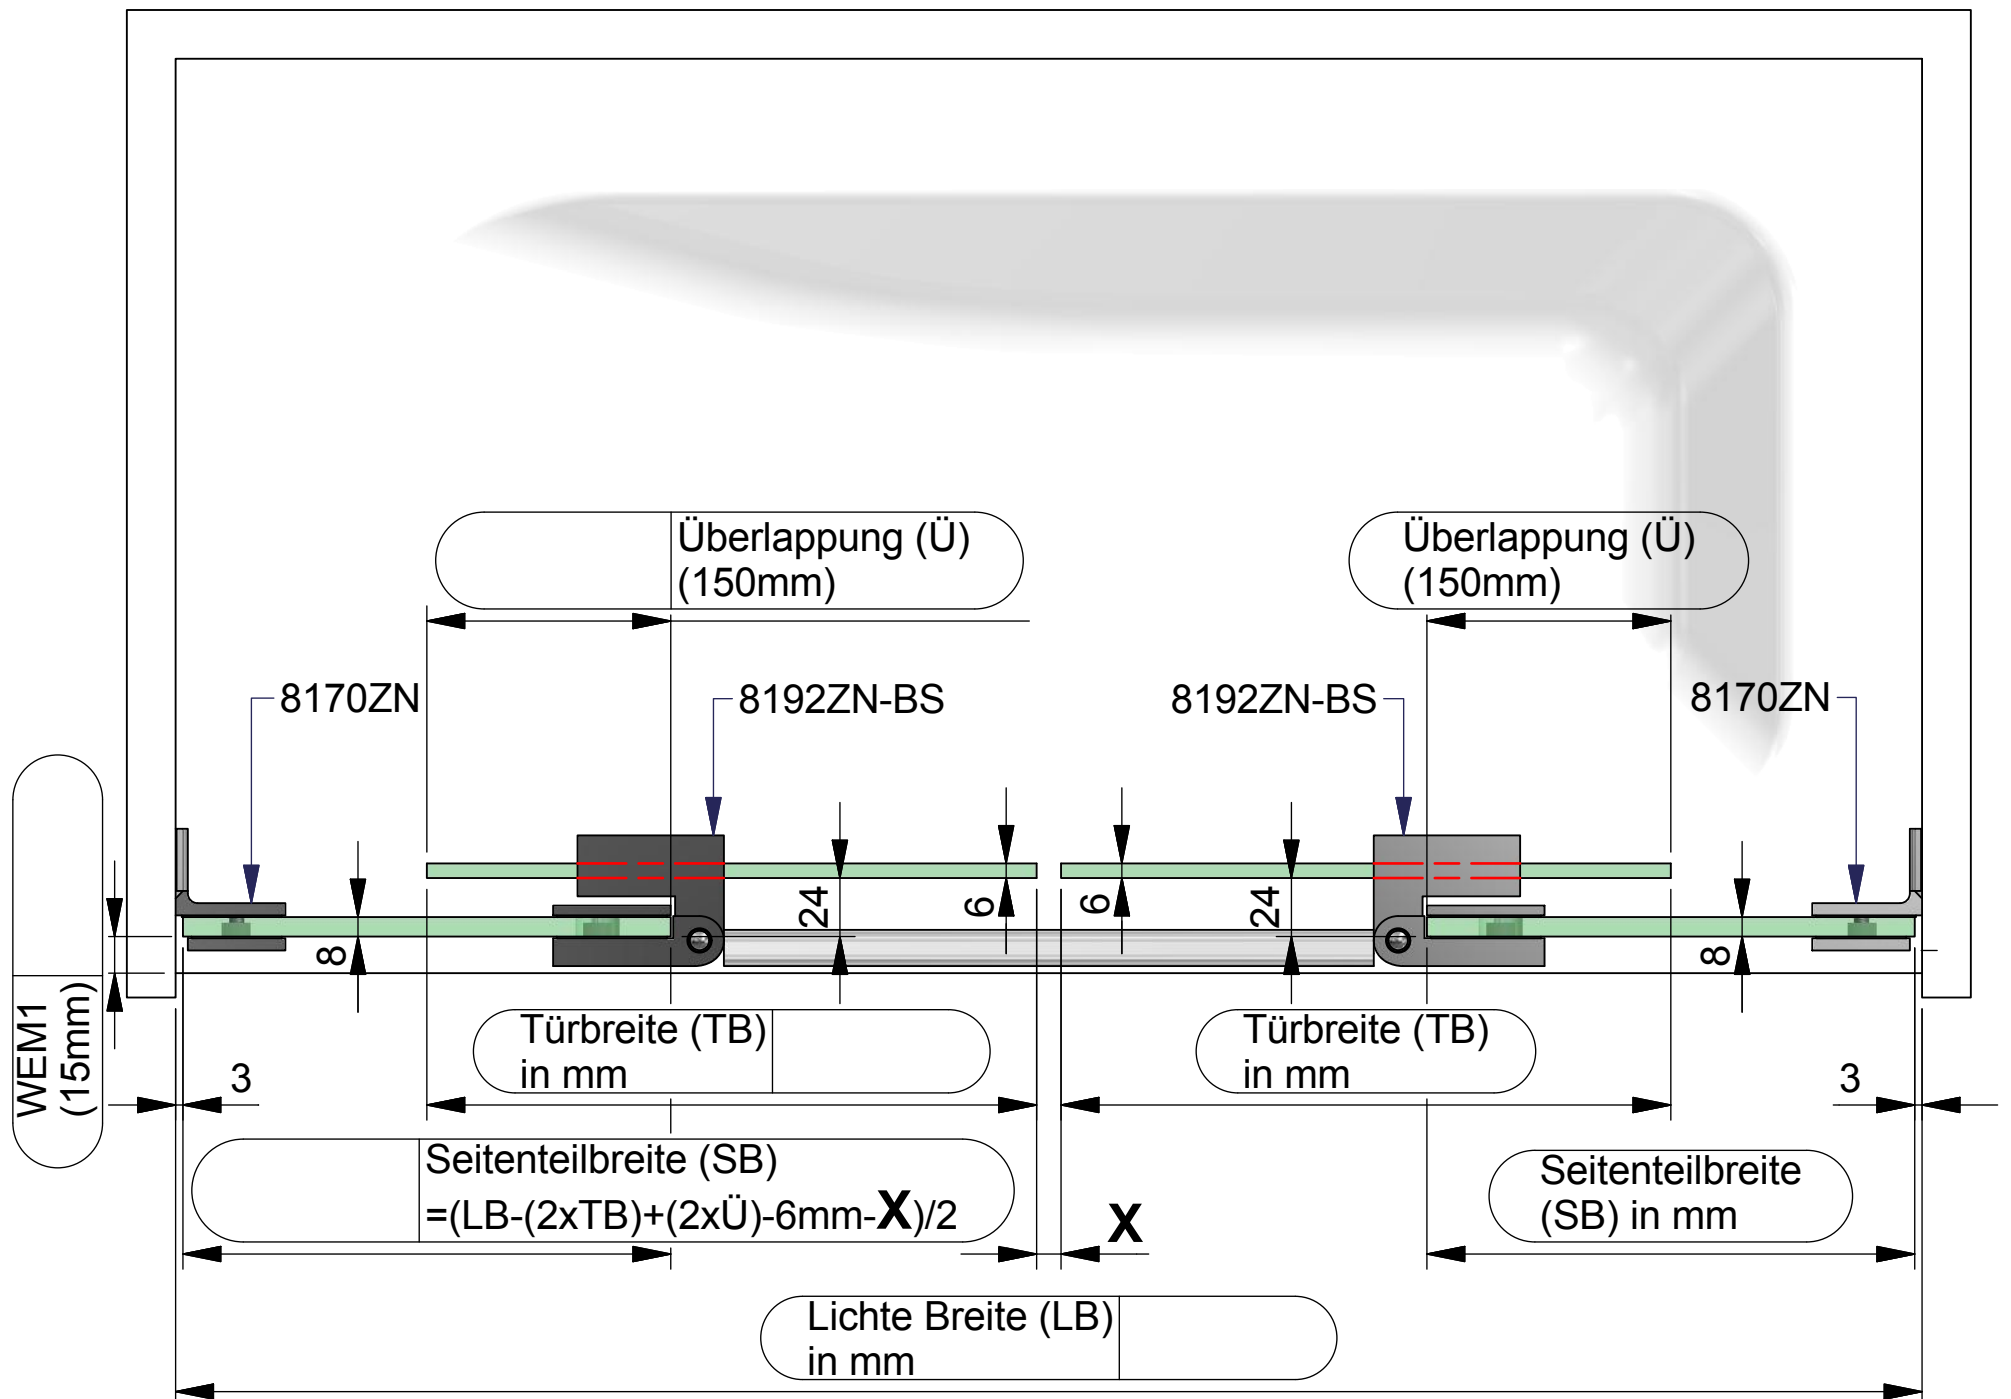 Überlappung (Ü)
(150mm)
Überlappung (Ü)
(150mm)
8170ZN
8192ZN-BS
8192ZN-BS
8170ZN
24
6
6
24
8
8
WEM1
(15mm)
Türbreite (TB)
in mm
Türbreite (TB)
in mm
3
3
Seitenteilbreite (SB)
=(LB-(2xTB)+(2xÜ)-6mm-X)/2
X
Seitenteilbreite
(SB) in mm
Lichte Breite (LB)
in mm